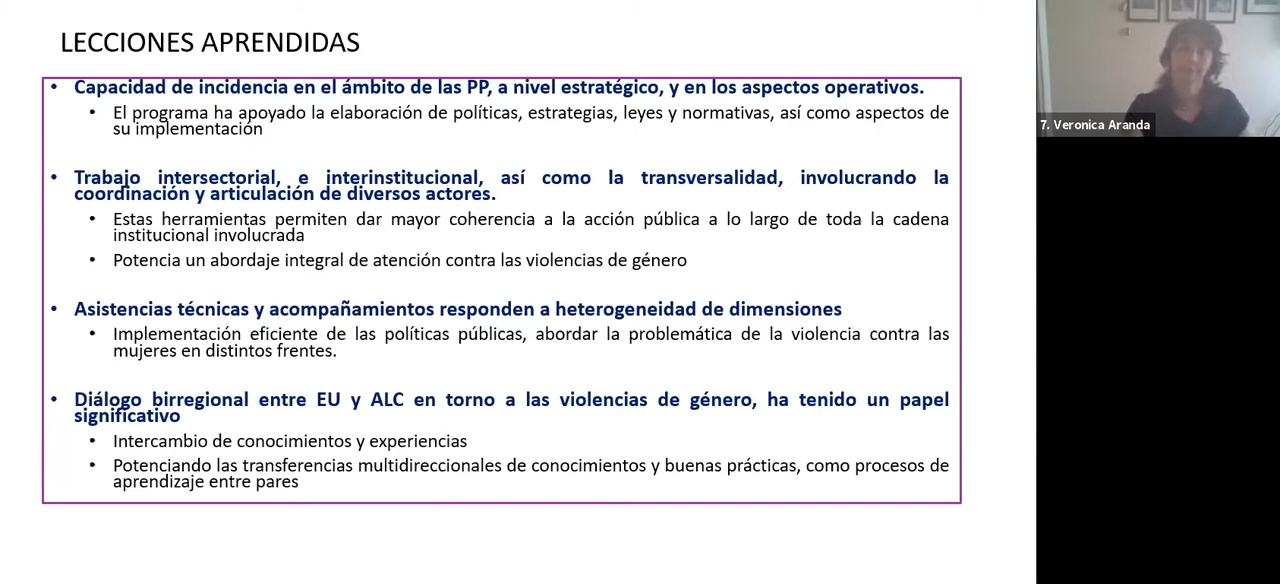 LECCIONES APRENDIDAS
• Capacidad de incidencia en el ámbito de las PP, a nivel estratégico, y en los aspectos operativos.
• El programa ha apoyado la elaboración de políticas, estrategias, leyes y normativas, así como aspectos de
su implementación
• Trabajo intersectorial, e interinstitucional, así como la transversalidad, involucrando la
coordinación y articulación de diversos actores.
• Estas herramientas permiten dar mayor coherencia a la acción pública a lo largo de toda la cadena
institucional involucrada
• Potencia un abordaje integral de atención contra las violencias de género
• Asistencias técnicas y acompañamientos responden a heterogeneidad de dimensiones
• Implementación eficiente de las políticas públicas, abordar la problemática de la violencia contra las
mujeres en distintos frentes.
• Diálogo birregional entre EU y ALC en torno a las violencias de género, ha tenido un papel
significativo
• Intercambio de conocimientos y experiencias
• Potenciando las transferencias multidireccionales de conocimientos y buenas prácticas, como procesos de
aprendizaje entre pares
7. Veronica Aranda